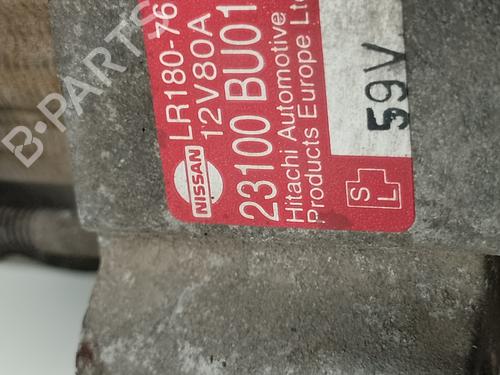 LR180-76
12V80A
NISSAN
23100 BU01
Hitachi Automotive
Products Europe Ltd
59V
S
L
B-PARTS